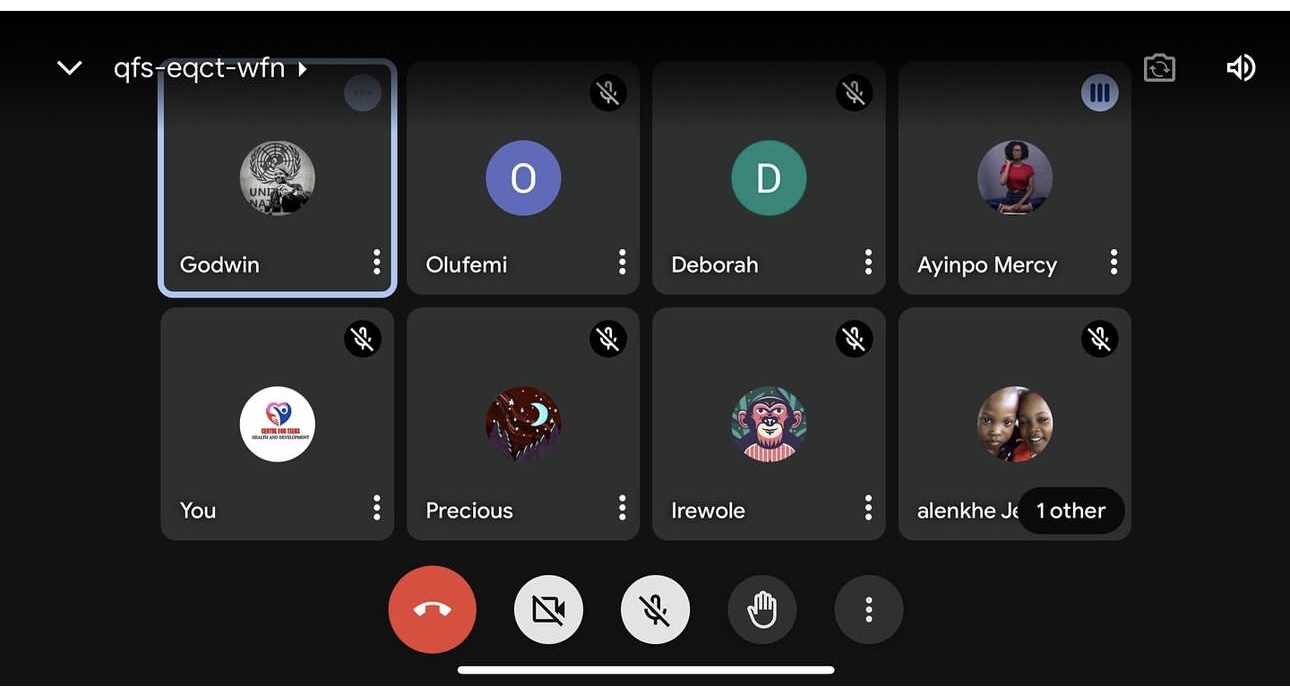 qfs-eqct-wfn
UNI
NA
Godwin
O
Olufemi
D
Deborah
Ayinpo Mercy
CENTRE FOR TEENS
HEALTH AND DEVELOPMENT
You
Precious
Irewole
alenkhe Je
1 other